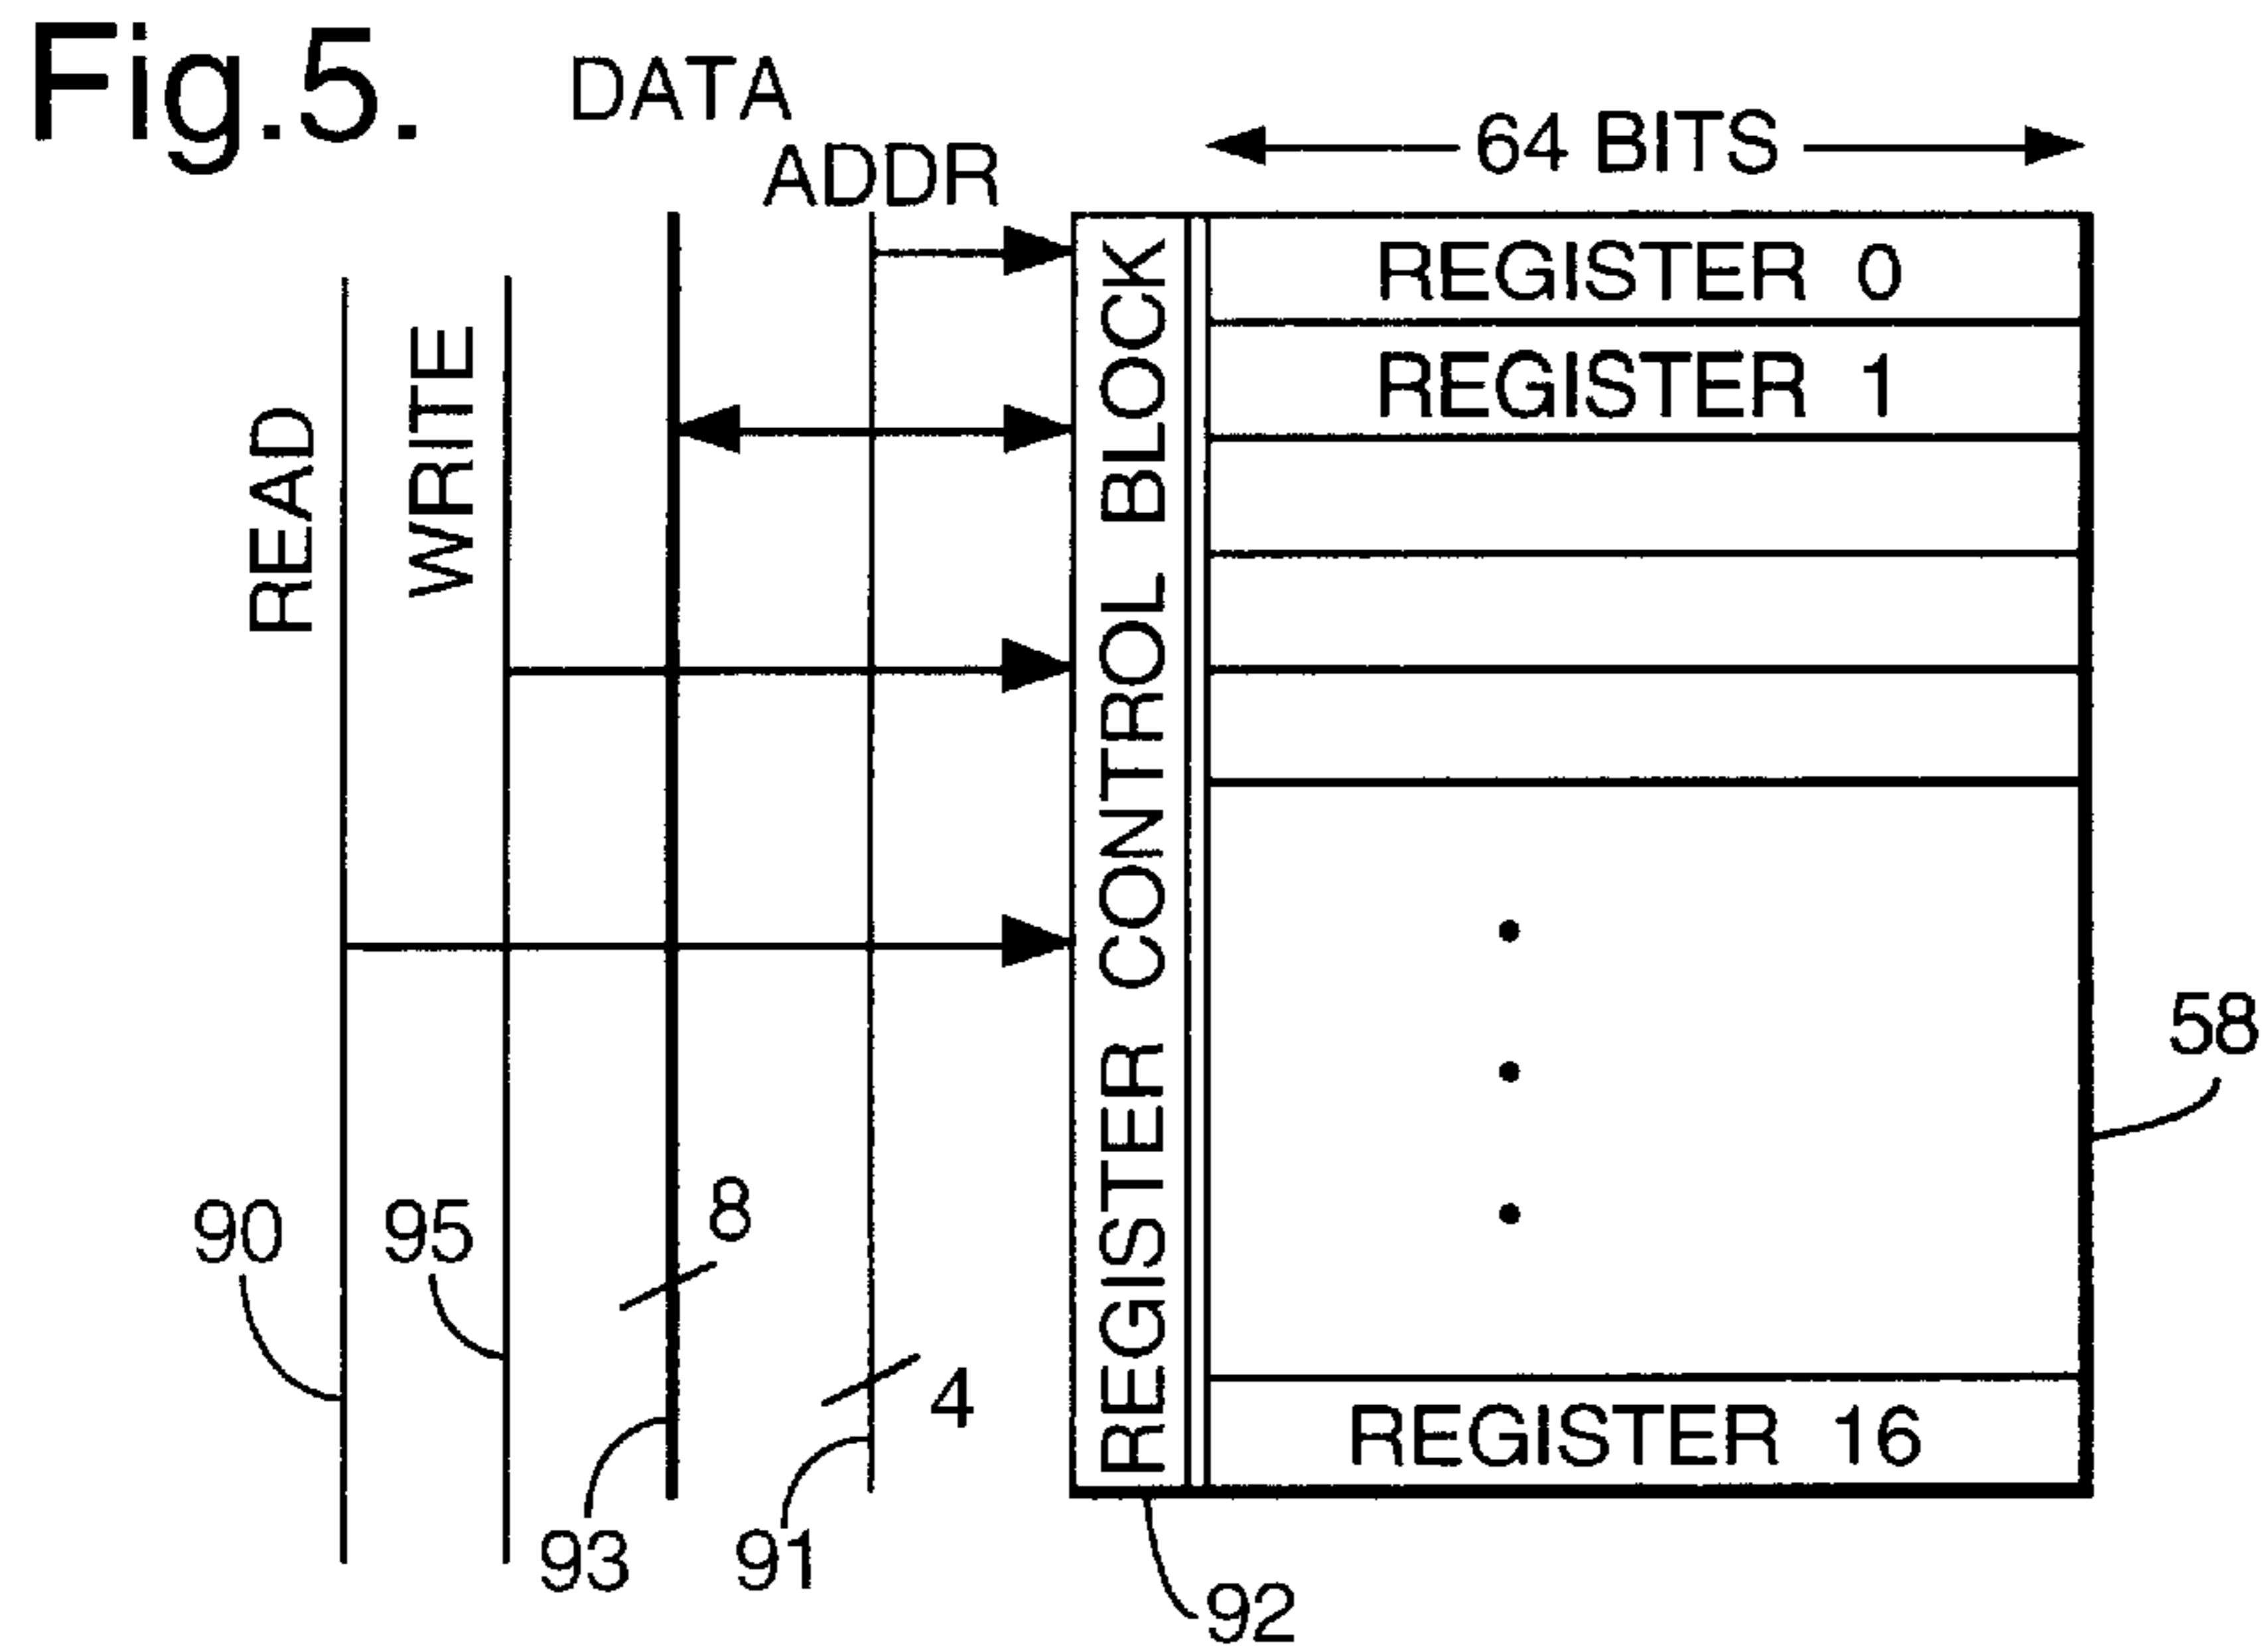 Fig.5.
DATA
ADDR
64 BITS
READ
WRITE
REGISTER CONTROL BLOCK
REGISTER 0
REGISTER 1
REGISTER 16
58
90
95
8
4
93
91
92